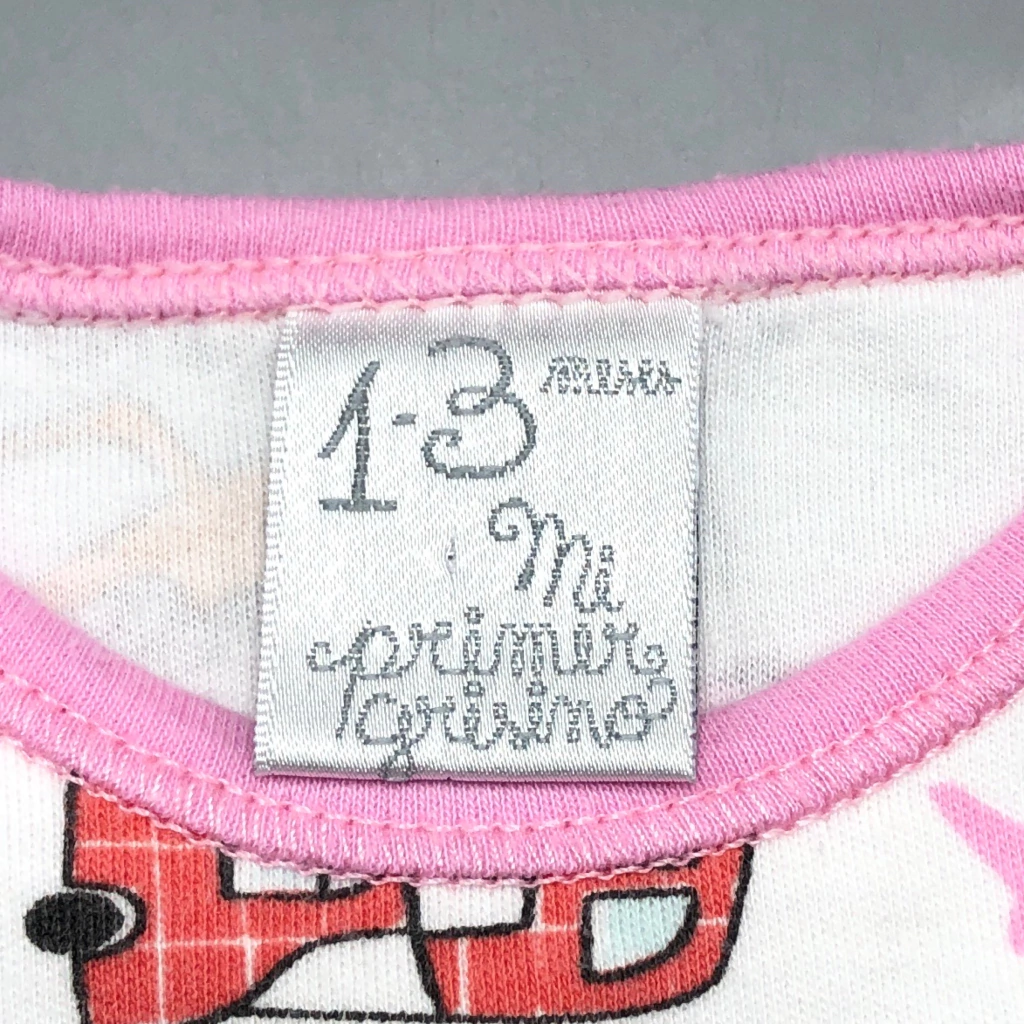 1-3 meses
Mi
primer
grisino